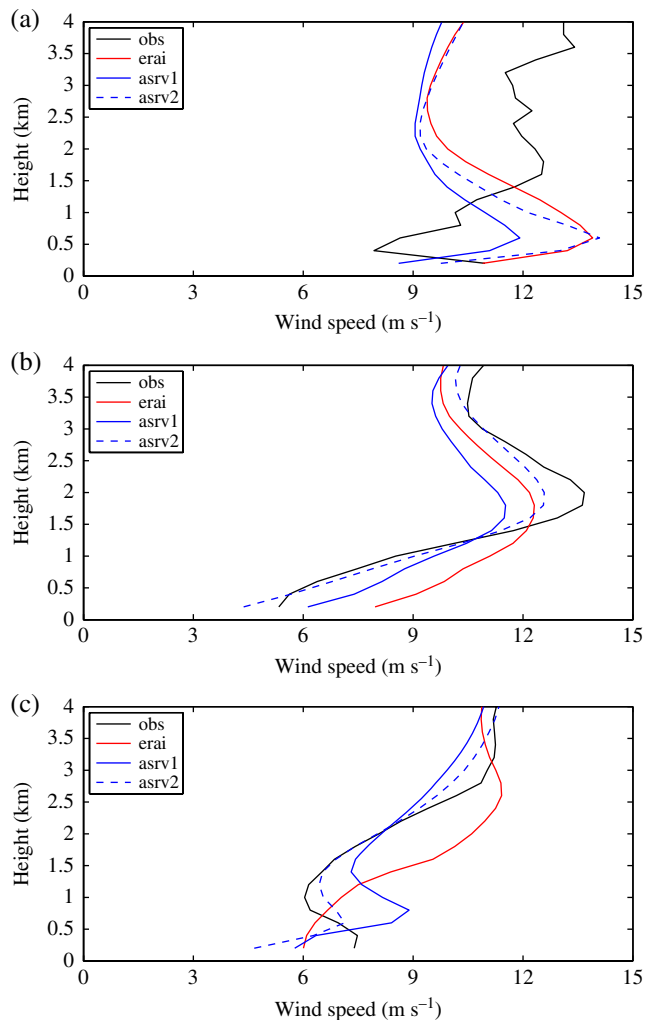 (a)
obs
erai
asrv1
asrv2
4
3.5
3
2.5
2
1.5
1
0.5
0
Height (km)
0 3 6 9 12 15
Wind speed (m s⁻¹)
(b)
obs
erai
asrv1
asrv2
4
3.5
3
2.5
2
1.5
1
0.5
0
Height (km)
0 3 6 9 12 15
Wind speed (m s⁻¹)
(c)
obs
erai
asrv1
asrv2
4
3.5
3
2.5
2
1.5
1
0.5
0
Height (km)
0 3 6 9 12 15
Wind speed (m s⁻¹)